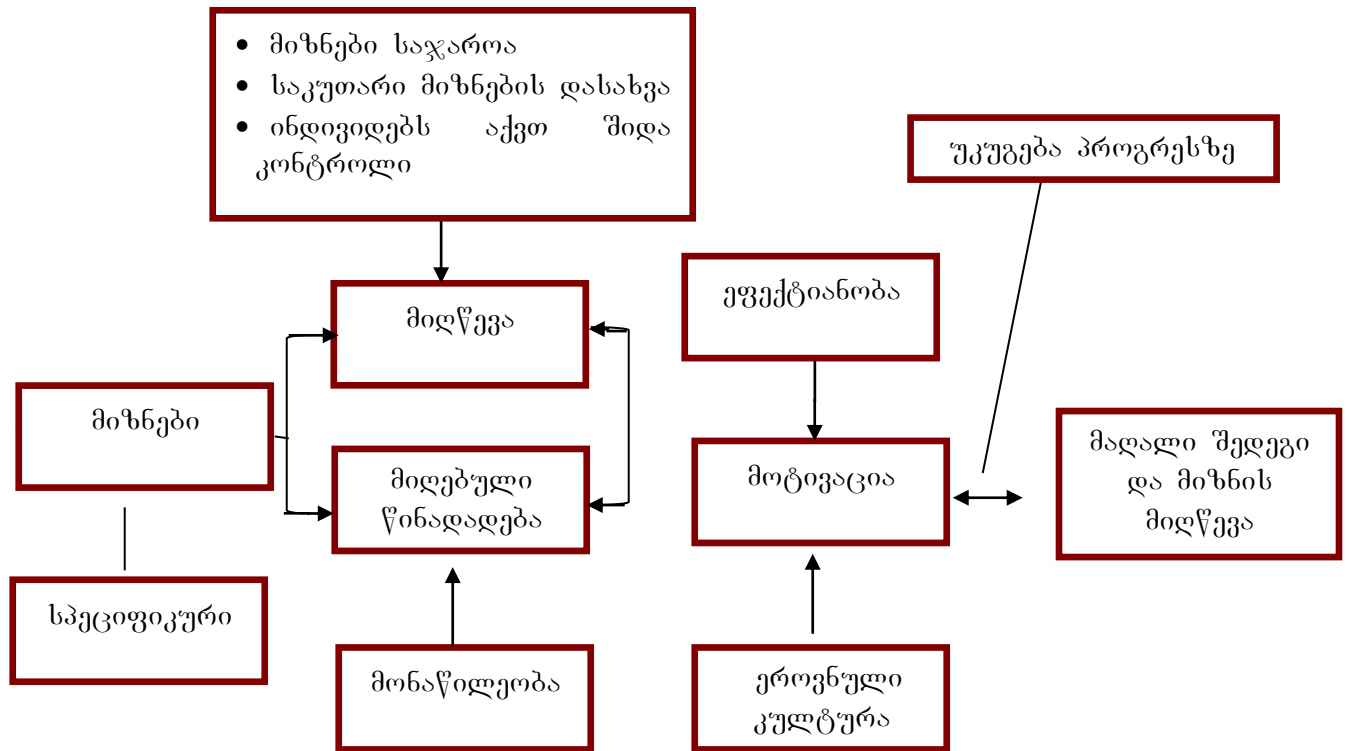 • მიზნები საჯაროა
• საკუთარი მიზნების დასახვა
• ინდივიდებს აქვთ შიდა
კონტროლი
უკუგება პროგრესზე
ეფექტიანობა
მიღწევა
მიზნები
მიღებული
წინადადება
მოტივაცია
მაღალი შედეგი
და მიზნის
მიღწევა
სპეციფიკური
მონაწილეობა
ეროვნული
კულტურა